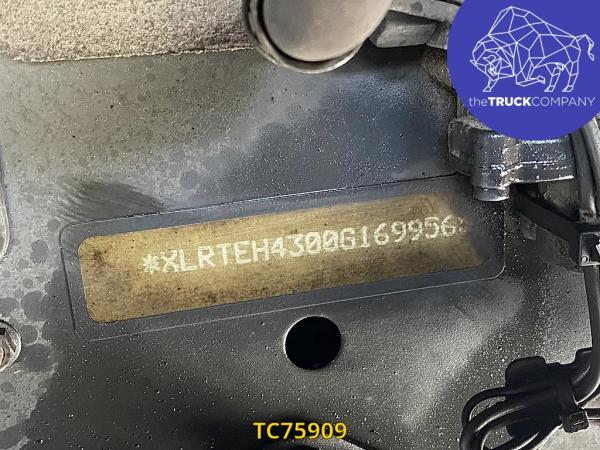 theTRUCKCOMPANY
*XLRTEH4300G169956*
TC75909